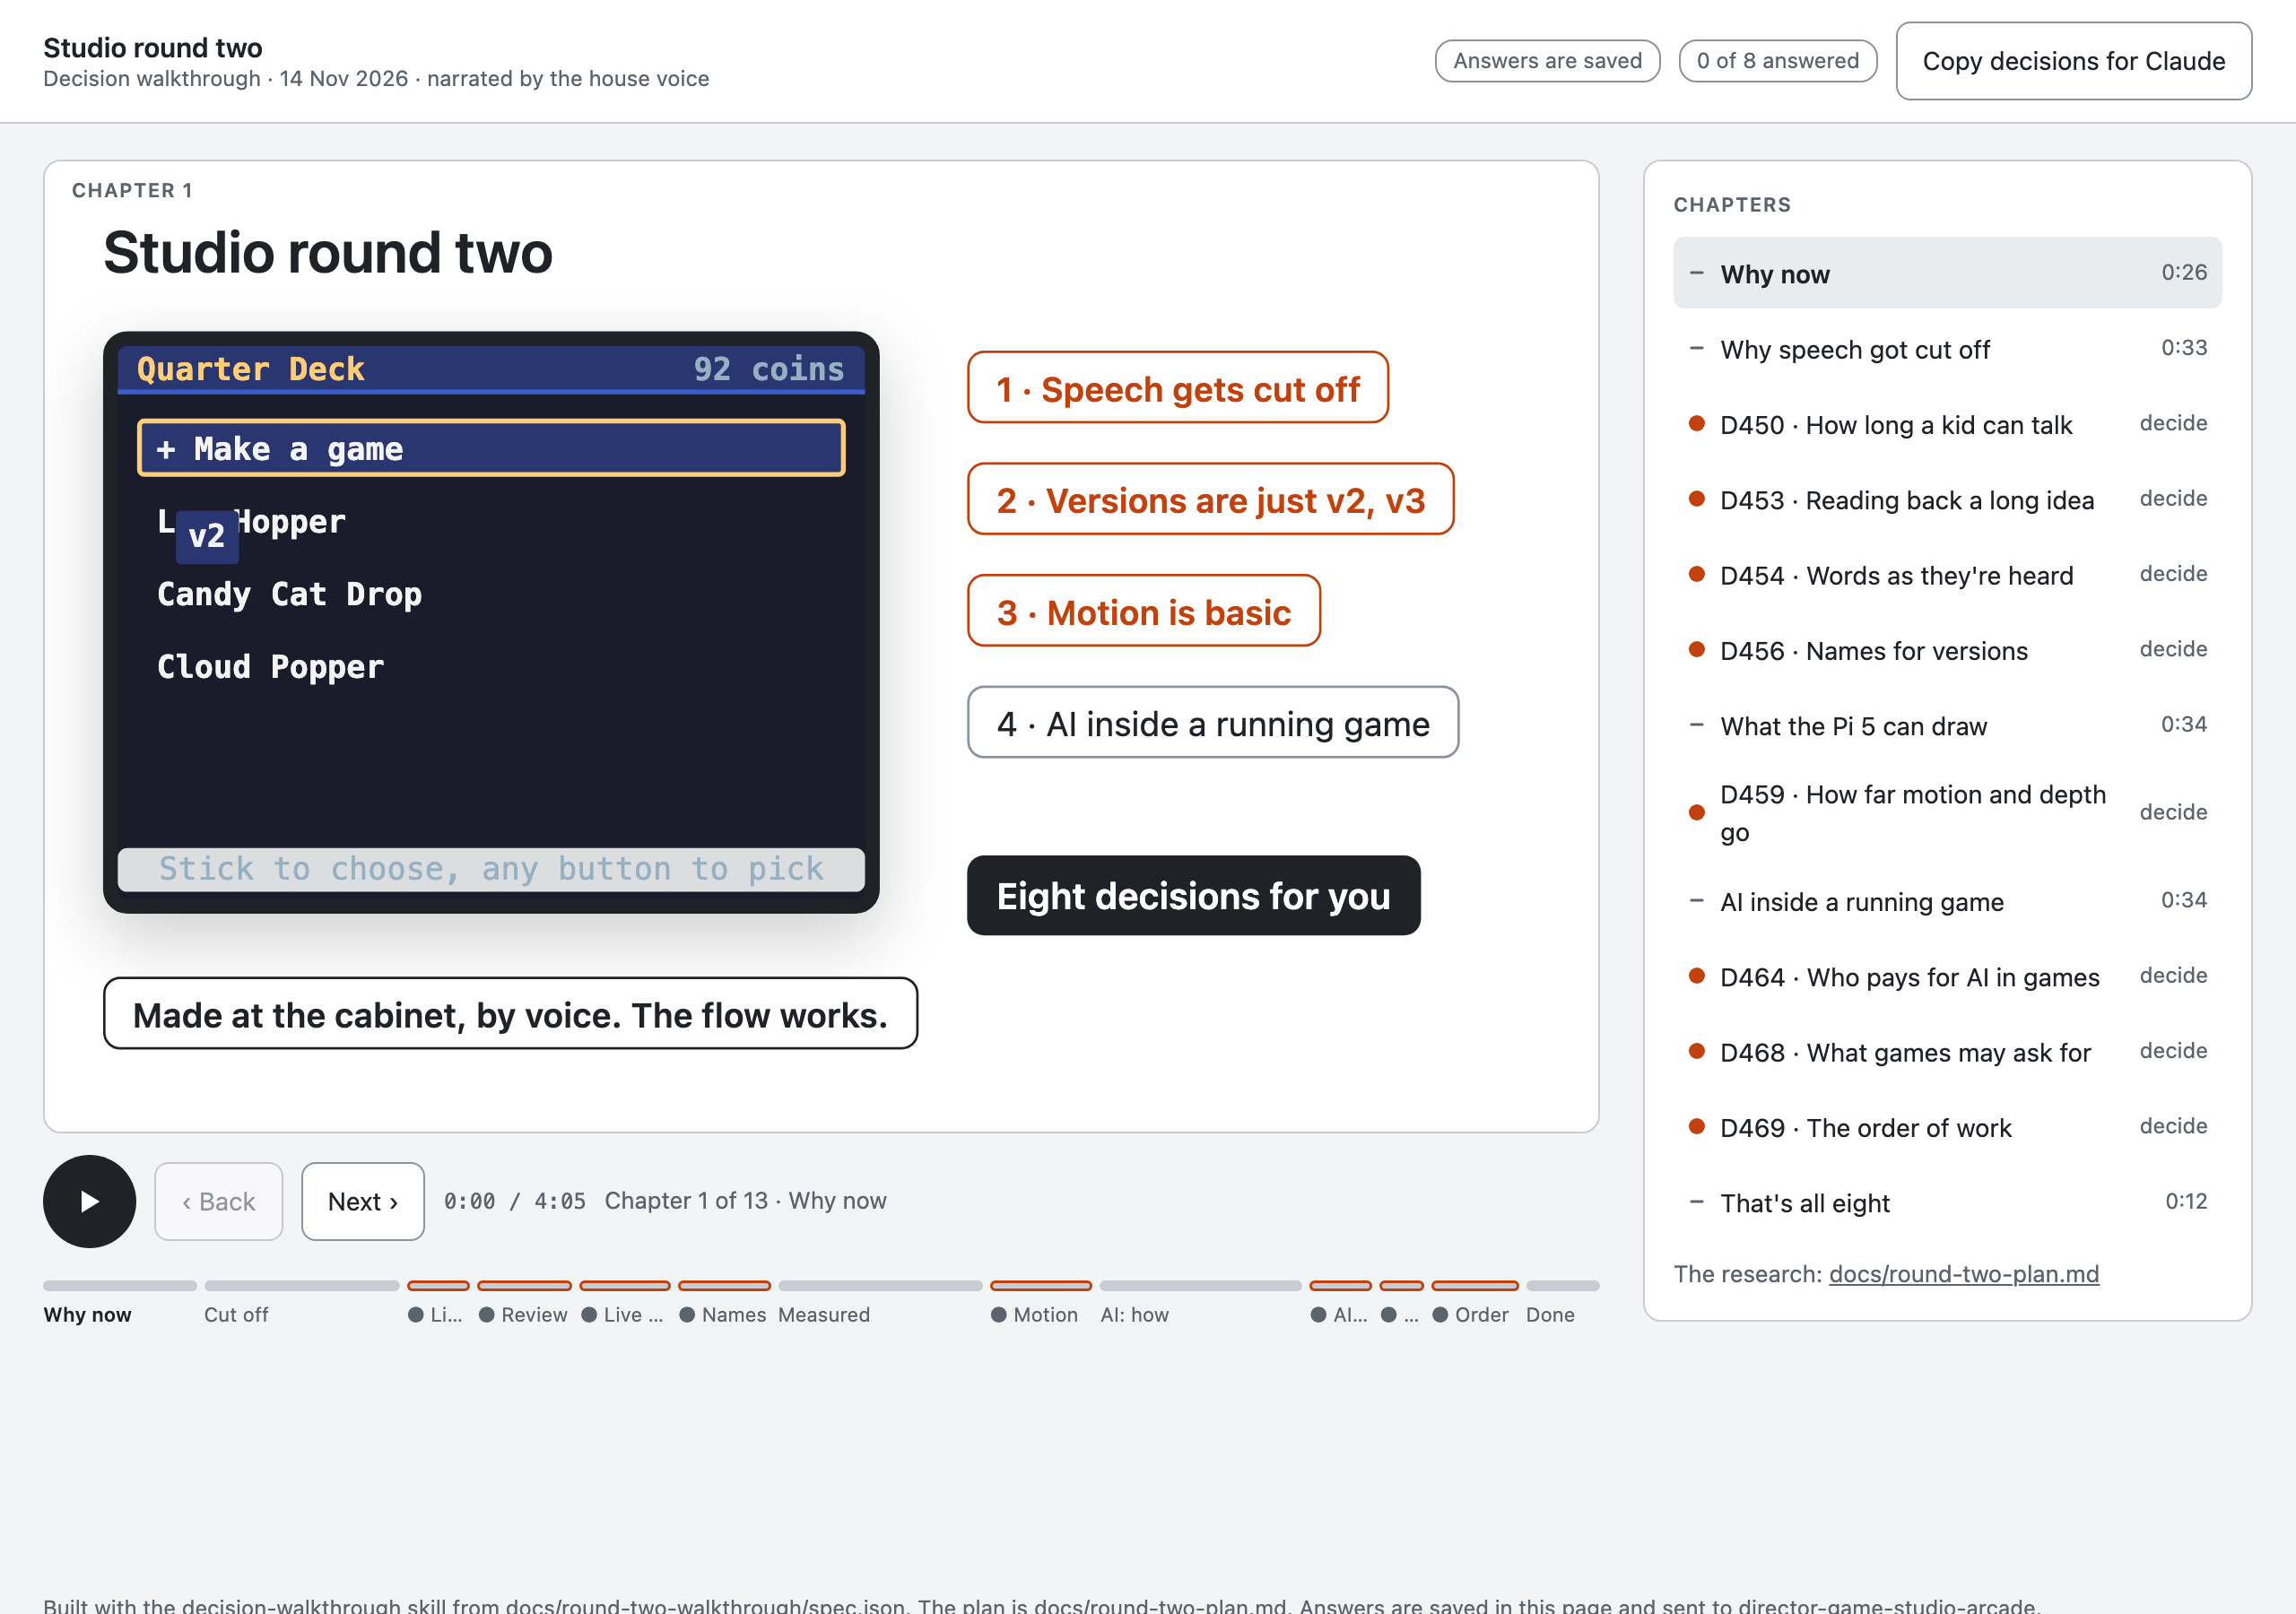 Studio round two
Decision walkthrough · 14 Nov 2026 · narrated by the house voice
Answers are saved
0 of 8 answered
Copy decisions for Claude
CHAPTER 1
Studio round two
Quarter Deck 92 coins
+ Make a game
Hopper
v2
Candy Cat Drop
Cloud Popper
Stick to choose, any button to pick
1 · Speech gets cut off
2 · Versions are just v2, v3
3 · Motion is basic
4 · AI inside a running game
Eight decisions for you
Made at the cabinet, by voice. The flow works.
‹ Back
Next ›
0:00 / 4:05
Chapter 1 of 13 · Why now
Why now
Cut off
Li...
Review
Live ...
Names
Measured
Motion
AI: how
AI...
...
Order
Done
CHAPTERS
– Why now 0:26
– Why speech got cut off 0:33
D450 · How long a kid can talk decide
D453 · Reading back a long idea decide
D454 · Words as they're heard decide
D456 · Names for versions decide
– What the Pi 5 can draw 0:34
D459 · How far motion and depth decide
go
– AI inside a running game 0:34
D464 · Who pays for AI in games decide
D468 · What games may ask for decide
D469 · The order of work decide
– That's all eight 0:12
The research: docs/round-two-plan.md
Built with the decision-walkthrough skill from docs/round-two-walkthrough/spec.json. The plan is docs/round-two-plan.md. Answers are saved in this page and sent to director-game-studio-arcade.